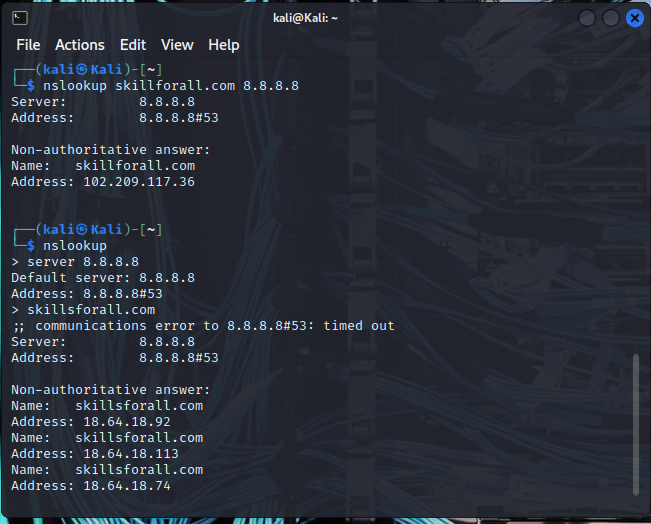 kali@Kali: ~
File Actions Edit View Help
┌──(kali㉿Kali)-[~]
└─$ nslookup skillforall.com 8.8.8.8
Server:         8.8.8.8
Address:        8.8.8.8#53

Non-authoritative answer:
Name:   skillforall.com
Address: 102.209.117.36

┌──(kali㉿Kali)-[~]
└─$ nslookup
> server 8.8.8.8
Default server: 8.8.8.8
Address: 8.8.8.8#53
> skillsforall.com
;; communications error to 8.8.8.8#53: timed out
Server:         8.8.8.8
Address:        8.8.8.8#53

Non-authoritative answer:
Name:   skillsforall.com
Address: 18.64.18.92
Name:   skillsforall.com
Address: 18.64.18.113
Name:   skillsforall.com
Address: 18.64.18.74